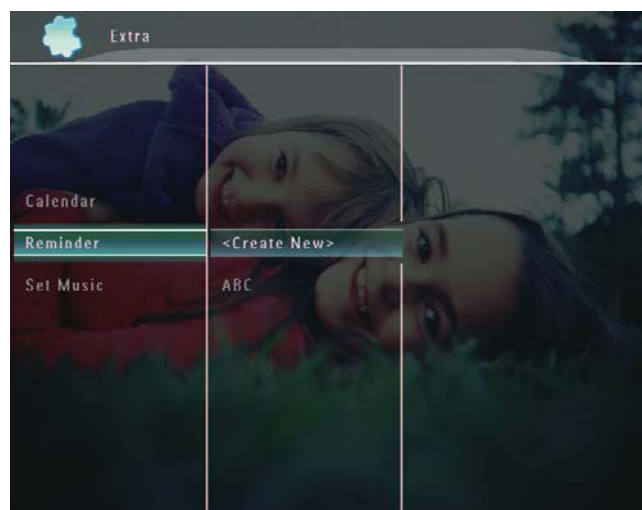 Extra
Calendar
Reminder
<Create New>
Set Music
ABC